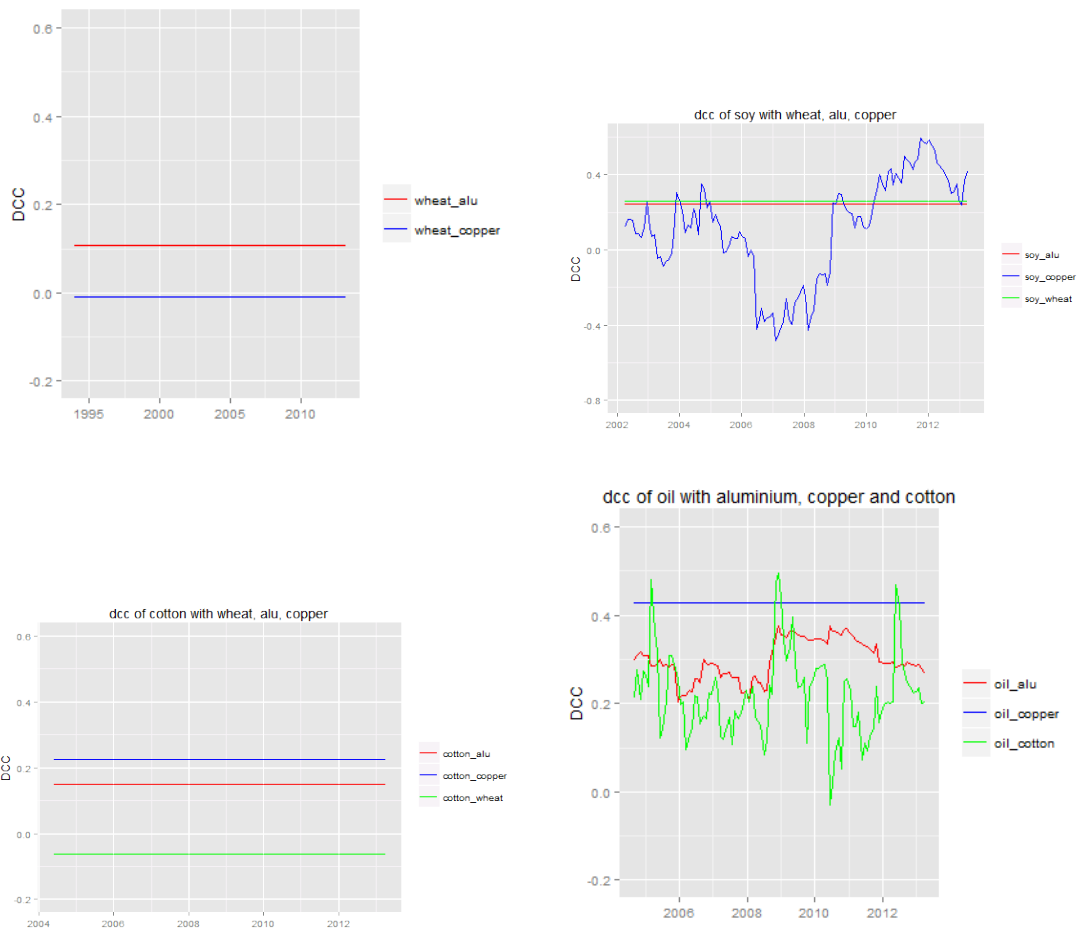 0.6
0.4
0.2
0.0
-0.2
DCC
1995
2000
2005
2010
wheat_alu
wheat_copper
dcc of soy with wheat, alu, copper
0.4
0.0
-0.4
-0.8
DCC
2002
2004
2006
2008
2010
2012
soy_alu
soy_copper
soy_wheat
dcc of cotton with wheat, alu, copper
0.6
0.4
0.2
0.0
-0.2
DCC
2004
2006
2008
2010
2012
cotton_alu
cotton_copper
cotton_wheat
dcc of oil with aluminium, copper and cotton
0.6
0.4
0.2
0.0
-0.2
DCC
2006
2008
2010
2012
oil_alu
oil_copper
oil_cotton